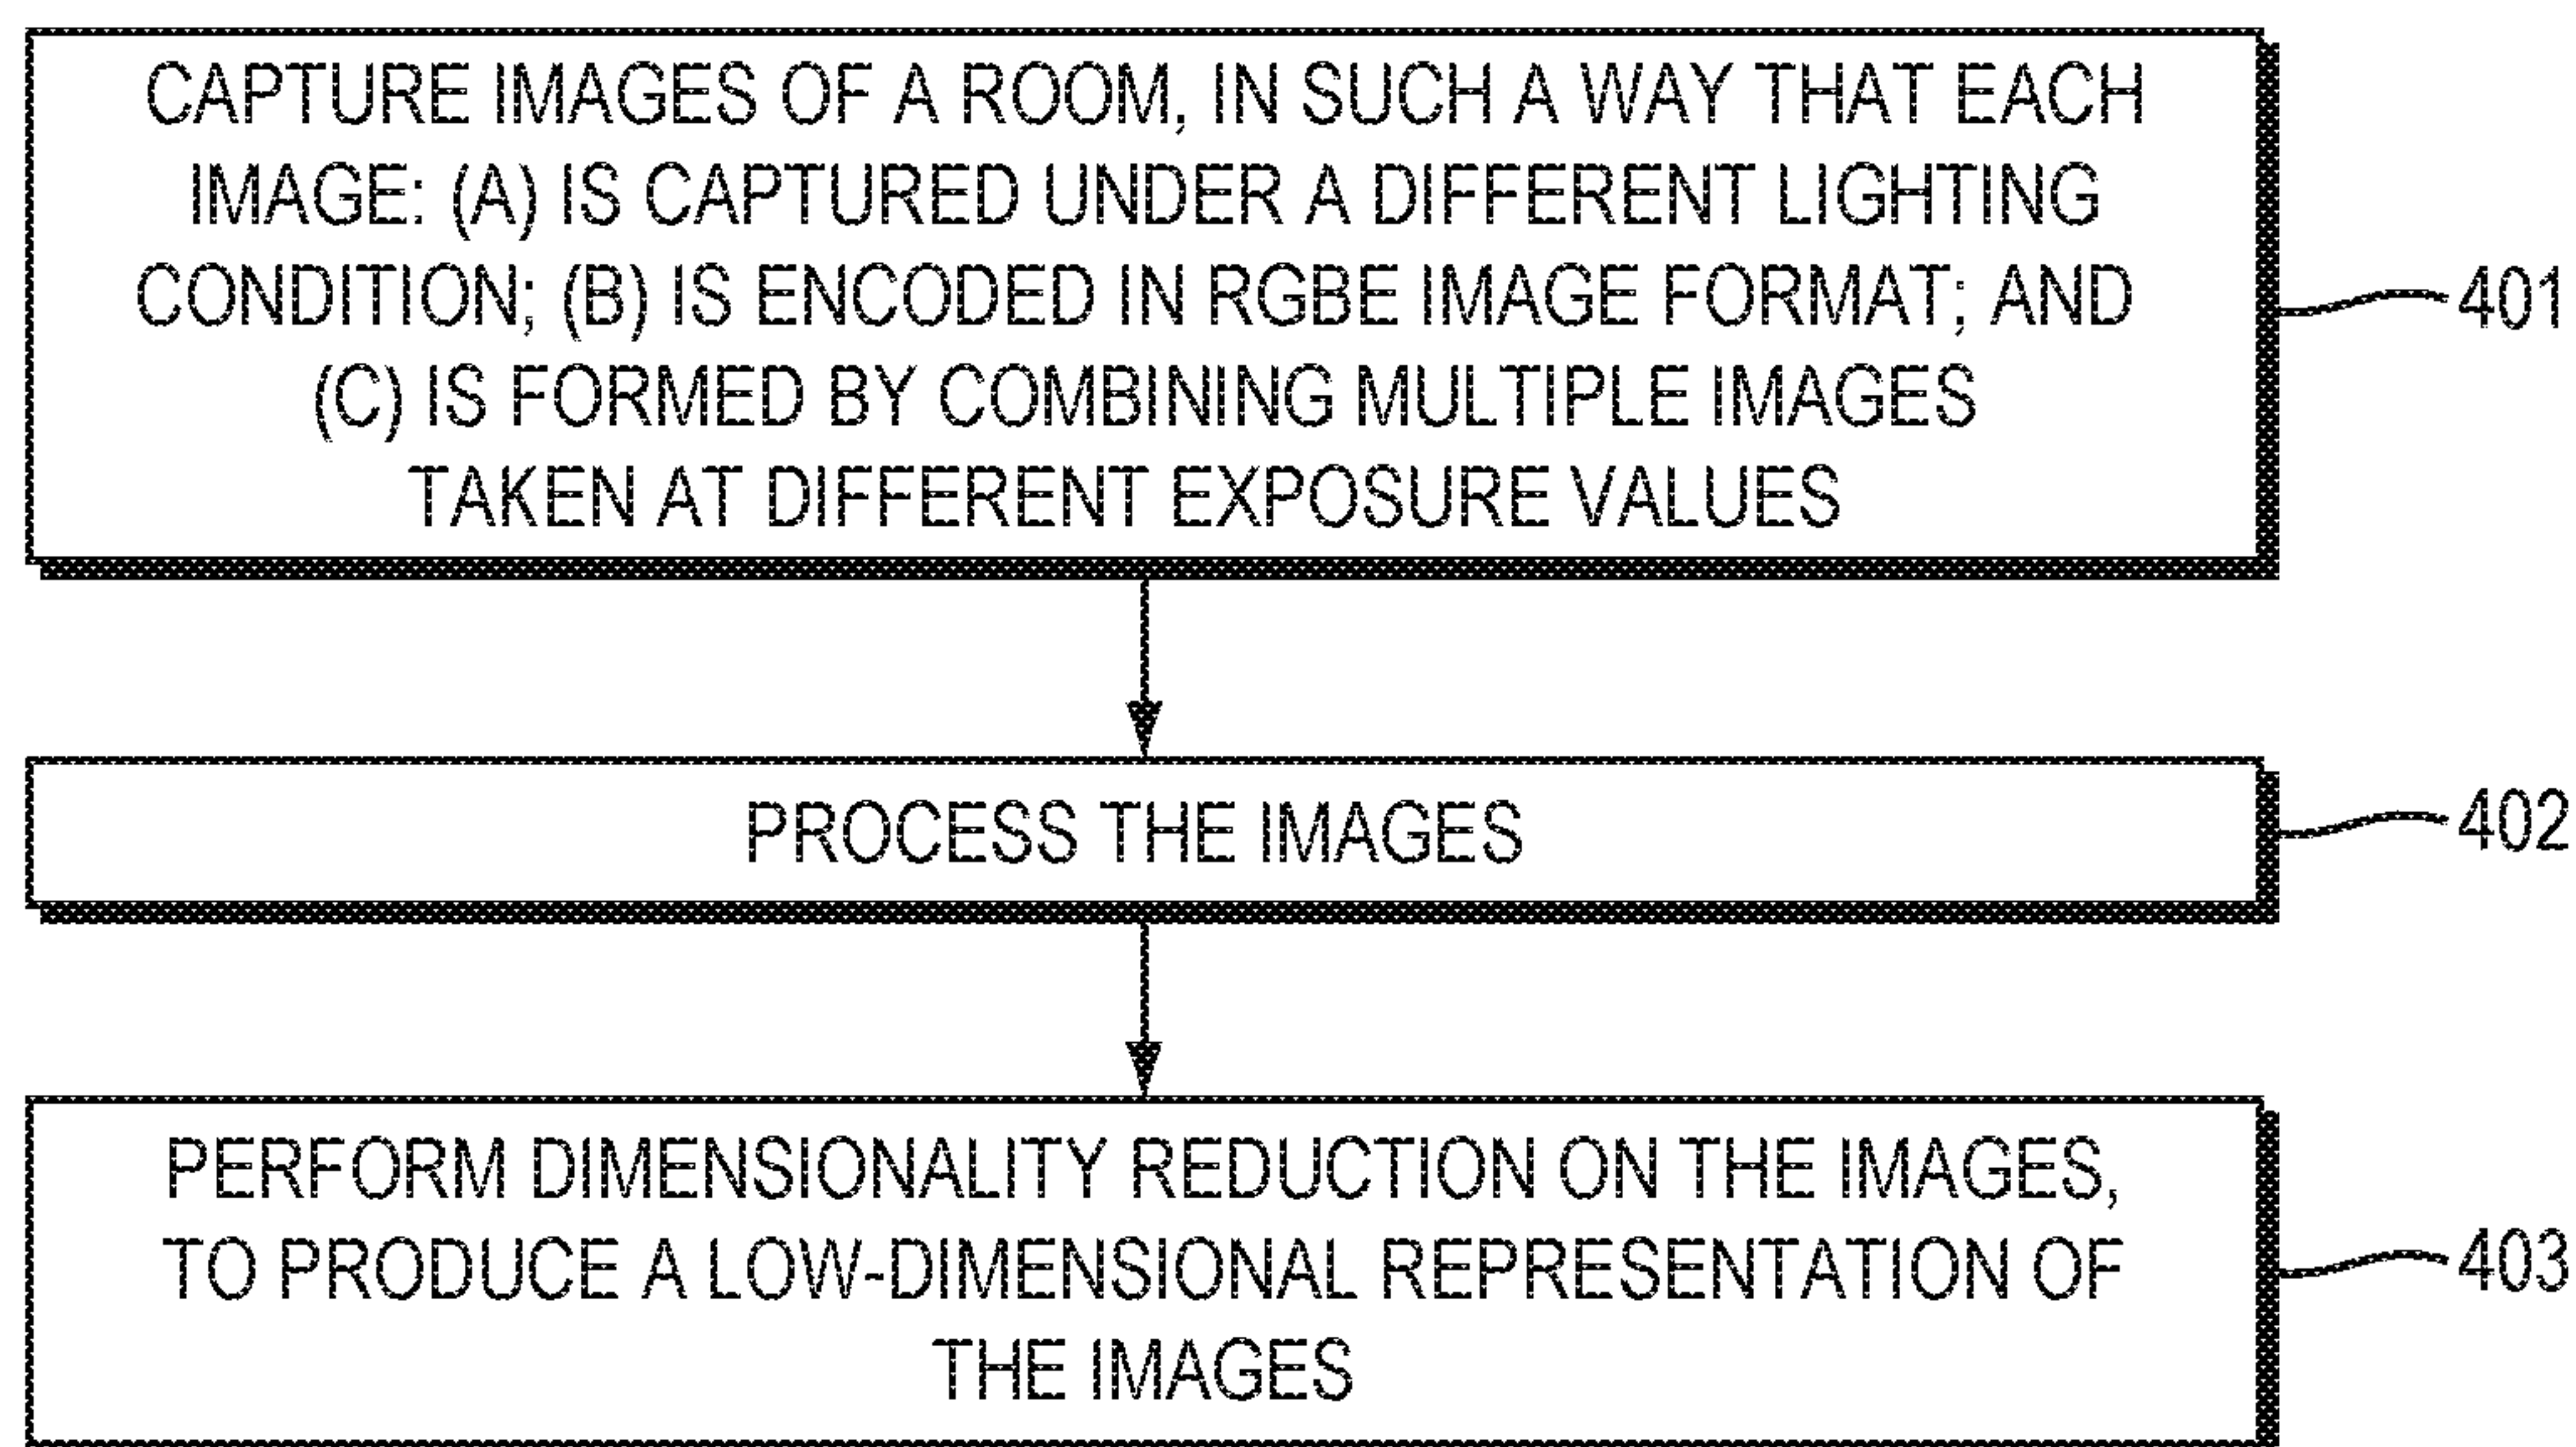 CAPTURE IMAGES OF A ROOM, IN SUCH A WAY THAT EACH
IMAGE: (A) IS CAPTURED UNDER A DIFFERENT LIGHTING
CONDITION; (B) IS ENCODED IN RGBE IMAGE FORMAT; AND
(C) IS FORMED BY COMBINING MULTIPLE IMAGES
TAKEN AT DIFFERENT EXPOSURE VALUES
401
PROCESS THE IMAGES
402
PERFORM DIMENSIONALITY REDUCTION ON THE IMAGES,
TO PRODUCE A LOW-DIMENSIONAL REPRESENTATION OF
THE IMAGES
403